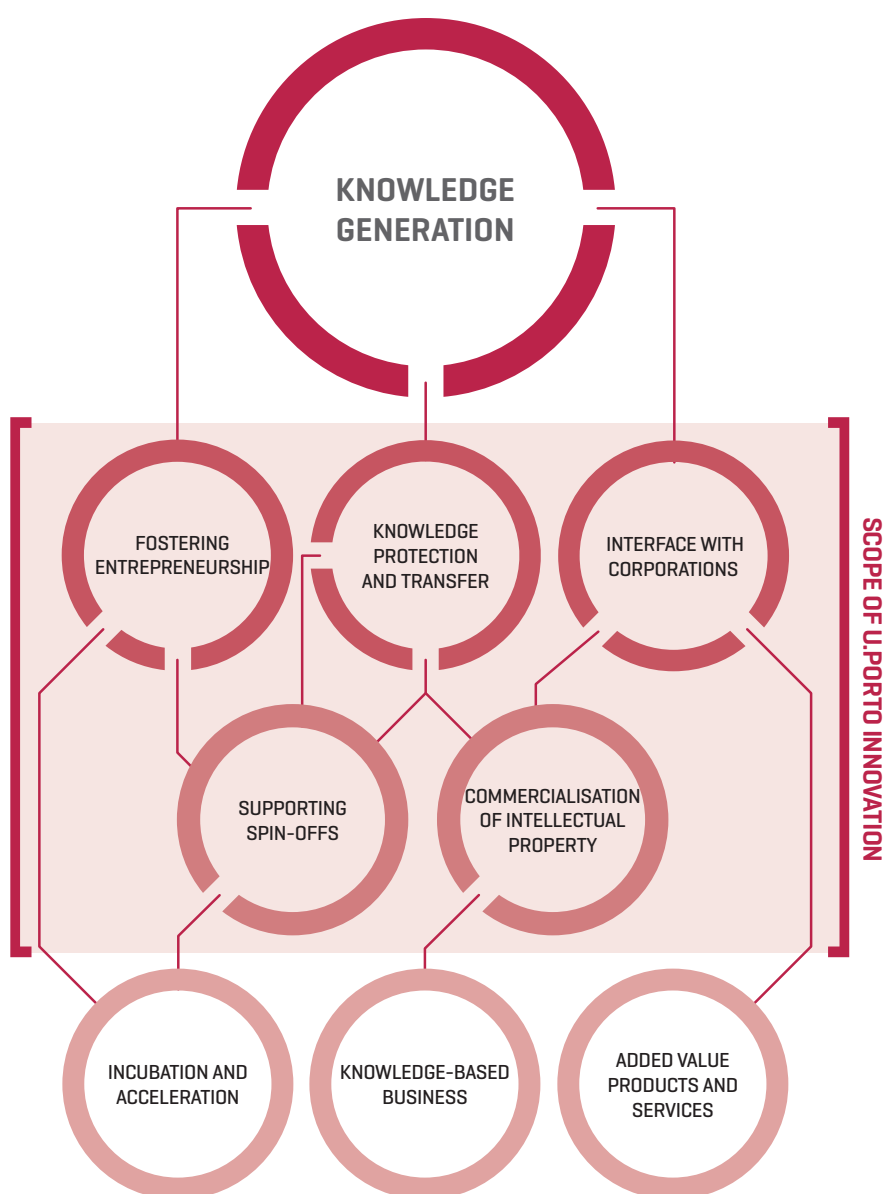 KNOWLEDGE
GENERATION
FOSTERING
ENTREPRENEURSHIP
KNOWLEDGE
PROTECTION
AND TRANSFER
INTERFACE WITH
CORPORATIONS
SCOPE OF U.PORTO INNOVATION
SUPPORTING
SPIN-OFFS
COMMERCIALISATION
OF INTELLECTUAL
PROPERTY
INCUBATION AND
ACCELERATION
KNOWLEDGE-BASED
BUSINESS
ADDED VALUE
PRODUCTS AND
SERVICES